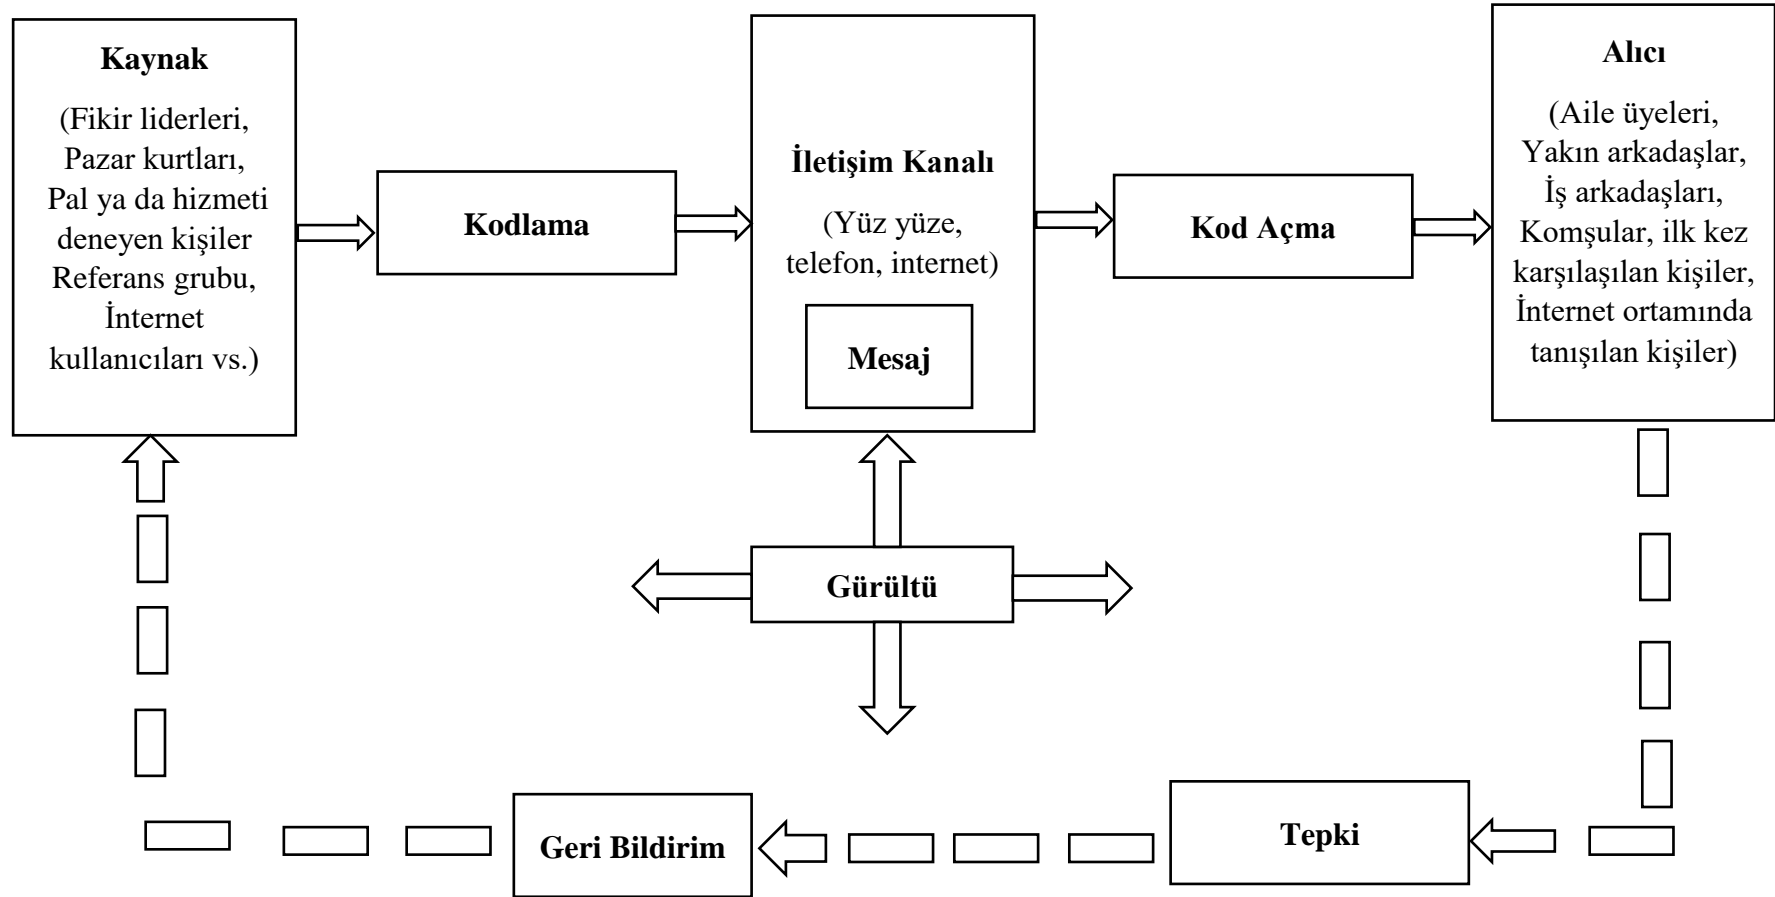 Kaynak
(Fikir liderleri,
Pazar kurtları,
Pal ya da hizmeti
deneyen kişiler
Referans grubu,
İnternet
kullanıcıları vs.)
Kodlama
İletişim Kanalı
(Yüz yüze,
telefon, internet)
Mesaj
Kod Açma
Alıcı
(Aile üyeleri,
Yakın arkadaşlar,
İş arkadaşları,
Komşular, ilk kez
karşılaşılan kişiler,
İnternet ortamında
tanışılan kişiler)
Gürültü
Geri Bildirim
Tepki